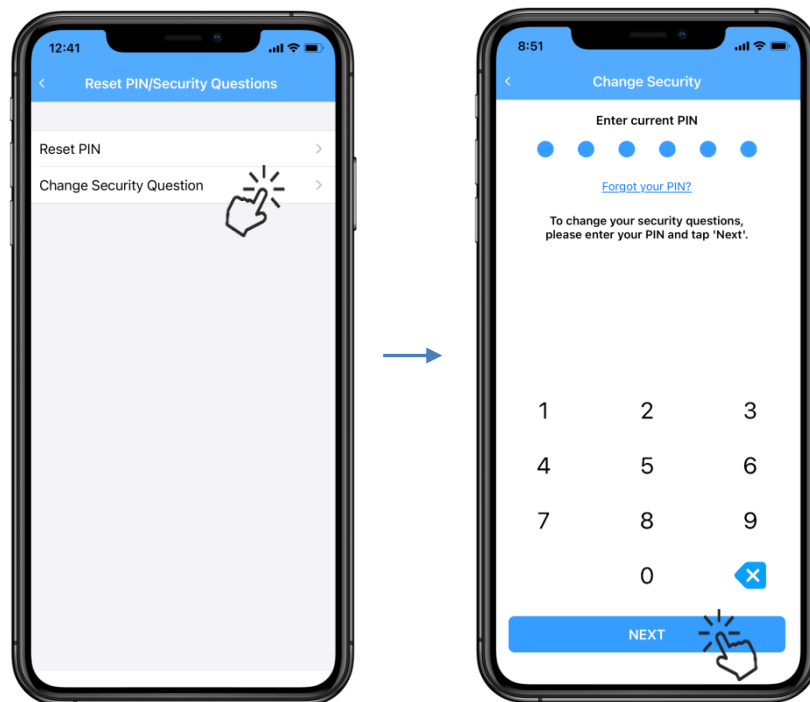 12:41
Reset PIN/Security Questions
Reset PIN
Change Security Question
8:51
Change Security
Enter current PIN
Forgot your PIN?
To change your security questions,
please enter your PIN and tap 'Next'.
1 2 3
4 5 6
7 8 9
0
NEXT